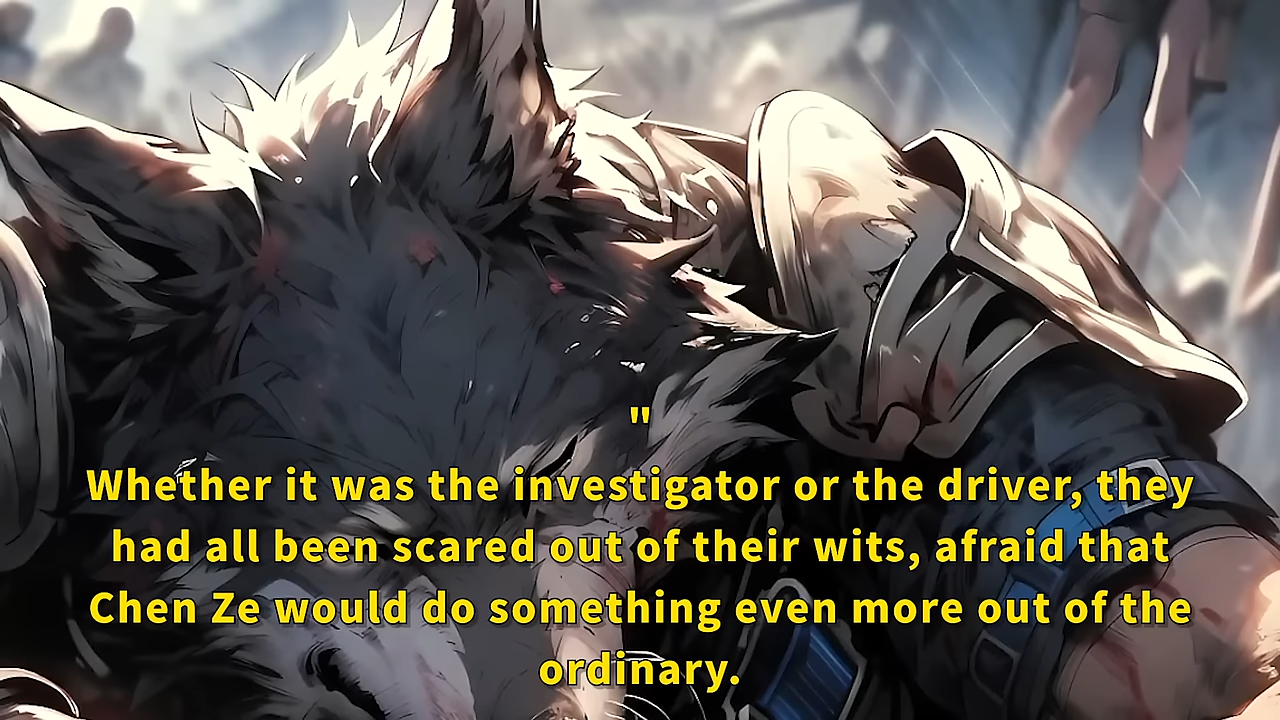 "
Whether it was the investigator or the driver, they
had all been scared out of their wits, afraid that
Chen Ze would do something even more out of the
ordinary.